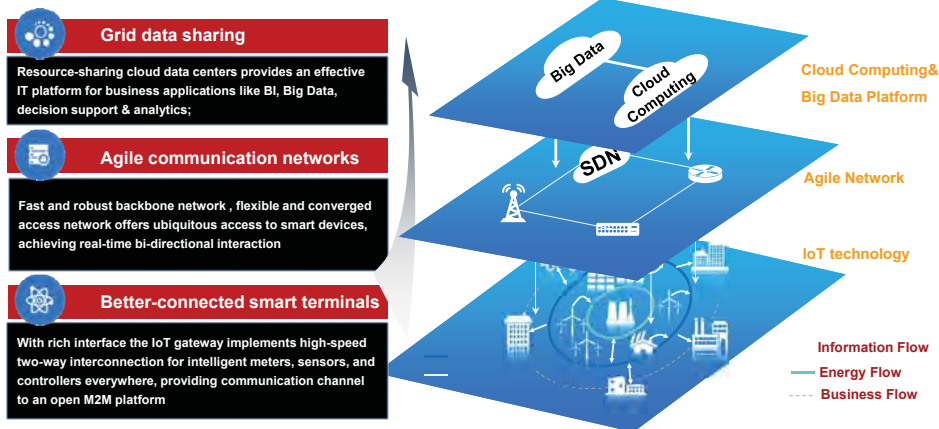 Grid data sharing
Resource-sharing cloud data centers provides an effective
IT platform for business applications like BI, Big Data,
decision support & analytics;
Agile communication networks
Fast and robust backbone network , flexible and converged
access network offers ubiquitous access to smart devices,
achieving real-time bi-directional interaction
Better-connected smart terminals
With rich interface the IoT gateway implements high-speed
two-way interconnection for intelligent meters, sensors, and
controllers everywhere, providing communication channel
to an open M2M platform
Big Data
Cloud
Computing
SDN
Cloud Computing&
Big Data Platform
Agile Network
IoT technology
Information Flow
Energy Flow
Business Flow